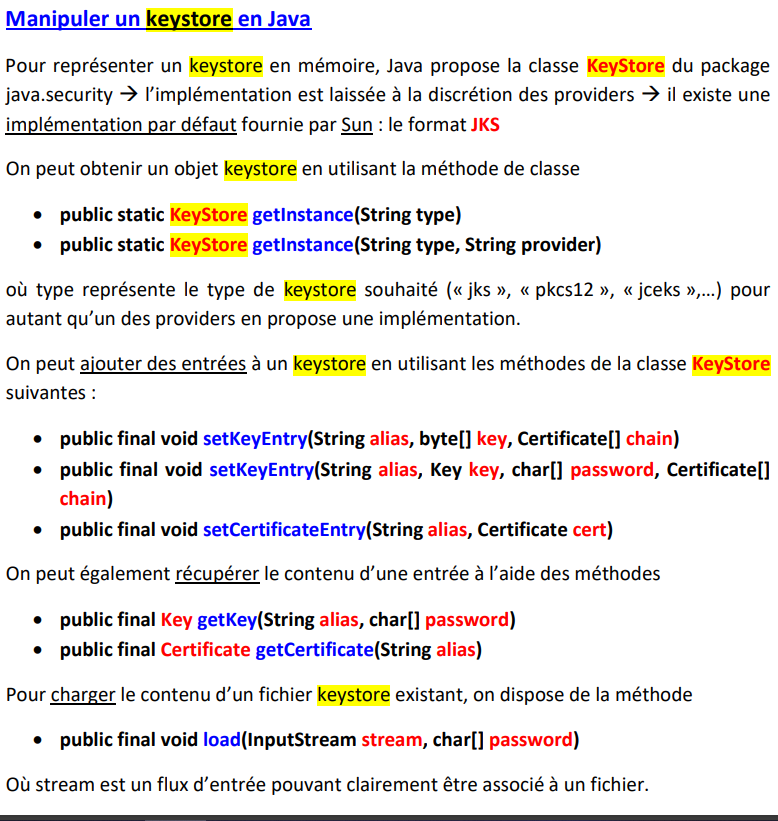 Manipuler un keystore en Java
Pour représenter un keystore en mémoire, Java propose la classe KeyStore du package
java.security → l’implémentation est laissée à la discrétion des providers → il existe une
implémentation par défaut fournie par Sun : le format JKS
On peut obtenir un objet keystore en utilisant la méthode de classe
• public static KeyStore getInstance(String type)
• public static KeyStore getInstance(String type, String provider)
où type représente le type de keystore souhaité (« jks », « pkcs12 », « jceks »,…) pour
autant qu’un des providers en propose une implémentation.
On peut ajouter des entrées à un keystore en utilisant les méthodes de la classe KeyStore
suivantes :
• public final void setKeyEntry(String alias, byte[] key, Certificate[] chain)
• public final void setKeyEntry(String alias, Key key, char[] password, Certificate[]
chain)
• public final void setCertificateEntry(String alias, Certificate cert)
On peut également récupérer le contenu d’une entrée à l’aide des méthodes
• public final Key getKey(String alias, char[] password)
• public final Certificate getCertificate(String alias)
Pour charger le contenu d’un fichier keystore existant, on dispose de la méthode
• public final void load(InputStream stream, char[] password)
Où stream est un flux d’entrée pouvant clairement être associé à un fichier.